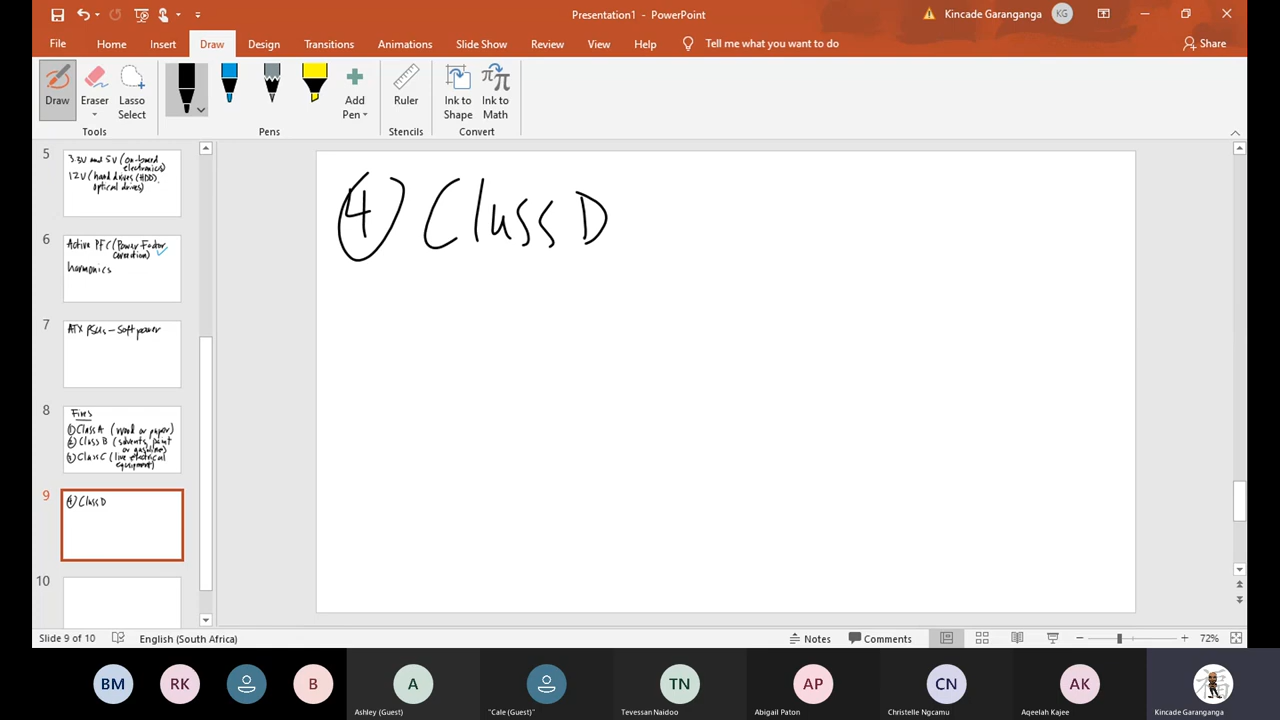 Presentation1 - PowerPoint
Kincade Garanganga
KG
File
Home
Insert
Draw
Design
Transitions
Animations
Slide Show
Review
View
Help
Tell me what you want to do
Share
Draw
Eraser
Lasso
Select
Add
Pen
Ruler
Ink to
Shape
Ink to
Math
Tools
Pens
Stencils
Convert
5
3.3V and 5V (on-board
electronics)
12V (hard drives (HDD),
optical drives)
6
Active PFC (Power Factor
Correction)
harmonics
7
ATX PSUs - Soft power
8
Fires
① Class A (wood or paper)
② Class B (solvents, paint
or gasoline)
③ Class C (live electrical
equipment)
9
④ Class D
10
④ Class D
Slide 9 of 10
English (South Africa)
Notes
Comments
72%
BM
RK
B
A
Ashley (Guest)
"Cale (Guest)"
TN
Tevessan Naidoo
AP
Abigail Paton
CN
Christelle Ngcamu
AK
Aqeelah Kajee
Kincade Garanganga